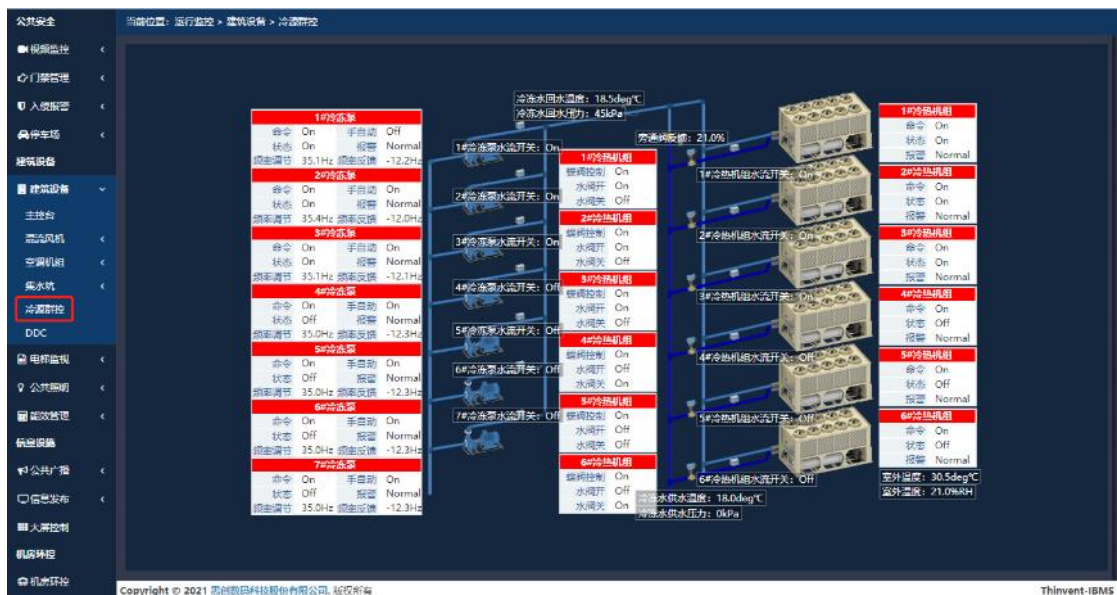 公共安全
当前位置：运行监控 > 建筑设备 > 冷源群控
视频监控
门禁管理
入侵报警
停车场
建筑设备
建筑设备
主控台
混流风机
空调机组
集水坑
冷源群控
DDC
电梯监视
公共照明
能效管理
信息设施
公共广播
信息发布
大屏控制
机房环控
机房环控
1#冷冻泵
命令 On 手自动 Off
状态 On 报警 Normal
频率调节 35.1Hz 频率反馈 -12.2Hz
2#冷冻泵
命令 On 手自动 On
状态 On 报警 Normal
频率调节 35.4Hz 频率反馈 -12.0Hz
3#冷冻泵
命令 On 手自动 On
状态 On 报警 Normal
频率调节 35.1Hz 频率反馈 -12.1Hz
4#冷冻泵
命令 On 手自动 On
状态 Off 报警 Normal
频率调节 35.0Hz 频率反馈 -12.3Hz
5#冷冻泵
命令 On 手自动 On
状态 Off 报警 Normal
频率调节 35.0Hz 频率反馈 -12.3Hz
6#冷冻泵
命令 On 手自动 On
状态 Off 报警 Normal
频率调节 35.0Hz 频率反馈 -12.3Hz
7#冷冻泵
命令 On 手自动 On
状态 Off 报警 Normal
频率调节 35.0Hz 频率反馈 -12.3Hz
冷冻水回水温度：18.5deg℃
冷冻水回水压力：45kPa
1#冷冻泵水流开关：On
2#冷冻泵水流开关：On
3#冷冻泵水流开关：On
4#冷冻泵水流开关：Off
5#冷冻泵水流开关：Off
6#冷冻泵水流开关：Off
7#冷冻泵水流开关：Off
旁通阀反馈：21.0%
1#冷热机组
蝶阀控制 On
水阀开 On
水阀关 Off
2#冷热机组
蝶阀控制 On
水阀开 On
水阀关 Off
3#冷热机组
蝶阀控制 On
水阀开 On
水阀关 Off
4#冷热机组
蝶阀控制 On
水阀开 Off
水阀关 Off
5#冷热机组
蝶阀控制 On
水阀开 Off
水阀关 Off
6#冷热机组
蝶阀控制 On
水阀开 Off
水阀关 On
1#冷热机组水流开关：On
2#冷热机组水流开关：On
3#冷热机组水流开关：On
4#冷热机组水流开关：Off
5#冷热机组水流开关：Off
6#冷热机组水流开关：Off
冷冻水供水温度：18.0deg℃
冷冻水供水压力：0kPa
1#冷热机组
命令 On
状态 On
报警 Normal
2#冷热机组
命令 On
状态 On
报警 Normal
3#冷热机组
命令 On
状态 On
报警 Normal
4#冷热机组
命令 On
状态 Off
报警 Normal
5#冷热机组
命令 On
状态 Off
报警 Normal
6#冷热机组
命令 On
状态 Off
报警 Normal
室外温度：30.5deg℃
室外湿度：21.0%RH
Copyright © 2021 思创数码科技股份有限公司. 版权所有
Thinvent-IBMS